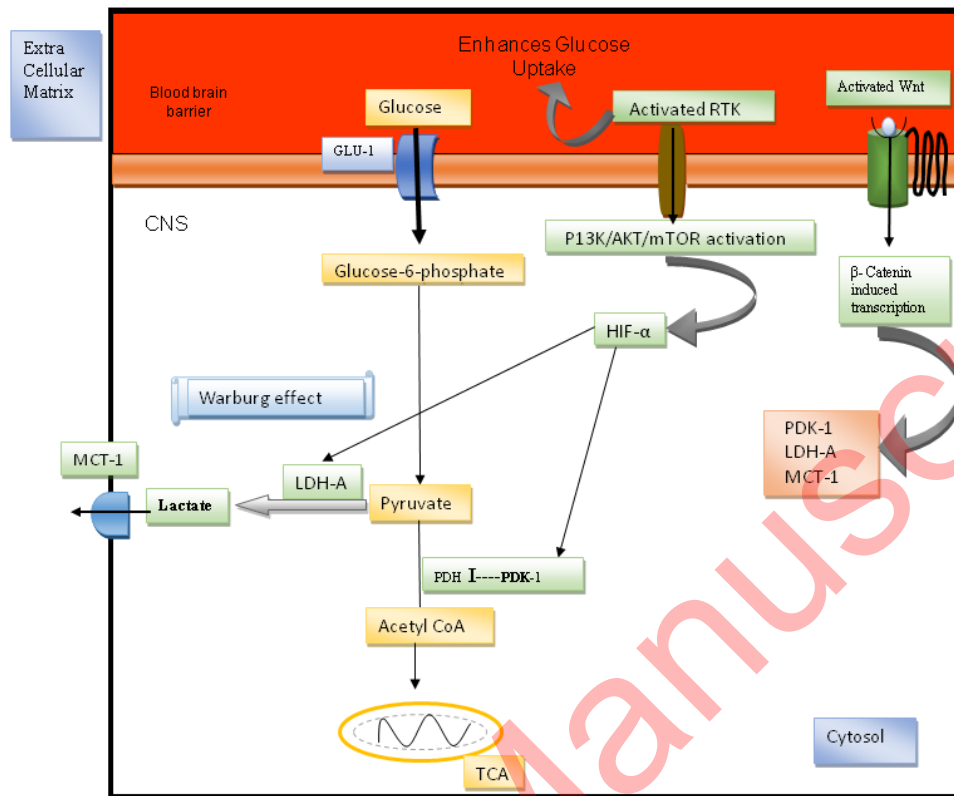 Extra
Cellular
Matrix
Enhances Glucose
Uptake
Blood brain
barrier
Glucose
Activated RTK
Activated Wnt
GLU-1
CNS
P13K/AKT/mTOR activation
Glucose-6-phosphate
β- Catenin
induced
transcription
HIF-α
Warburg effect
PDK-1
LDH-A
MCT-1
MCT-1
LDH-A
Lactate
Pyruvate
PDH I----PDK-1
Acetyl CoA
TCA
Cytosol
Manusc